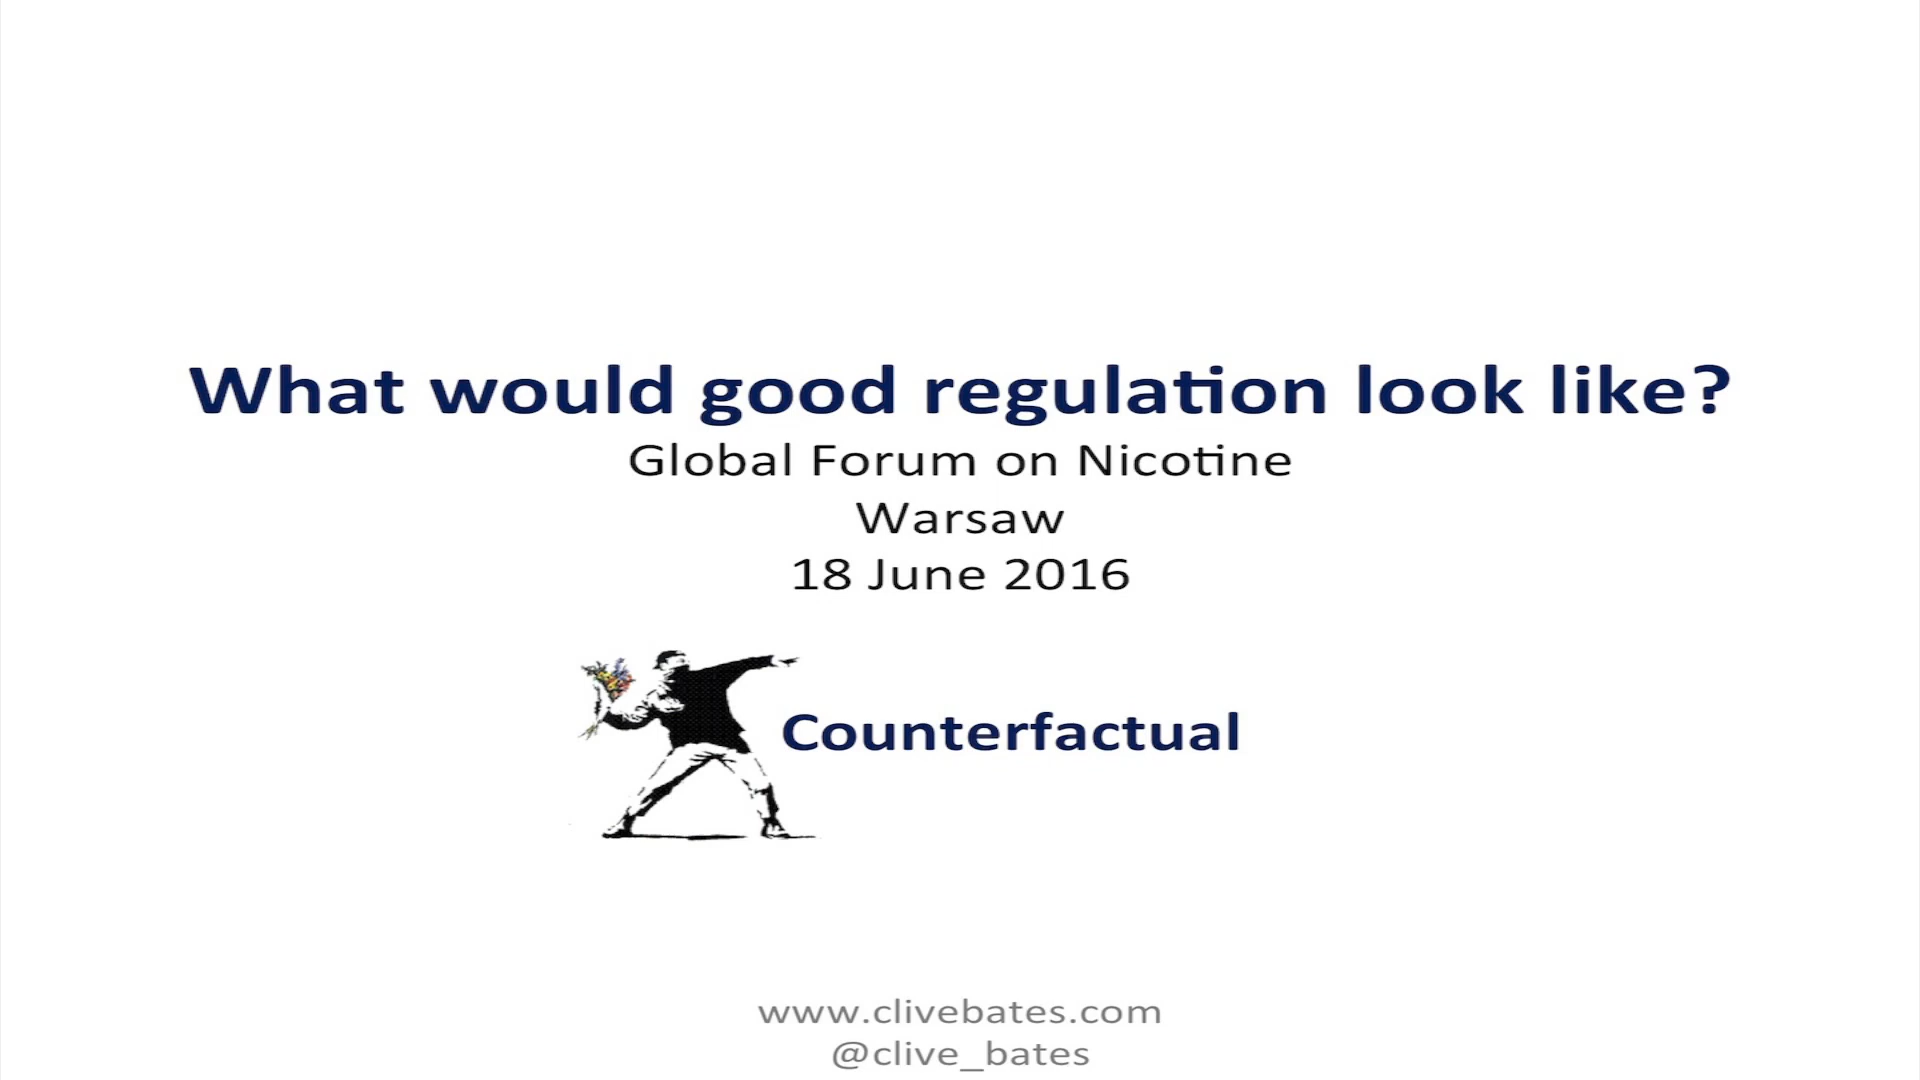 What would good regulation look like?
Global Forum on Nicotine
Warsaw
18 June 2016
Counterfactual
www.clivebates.com
@clive_bates